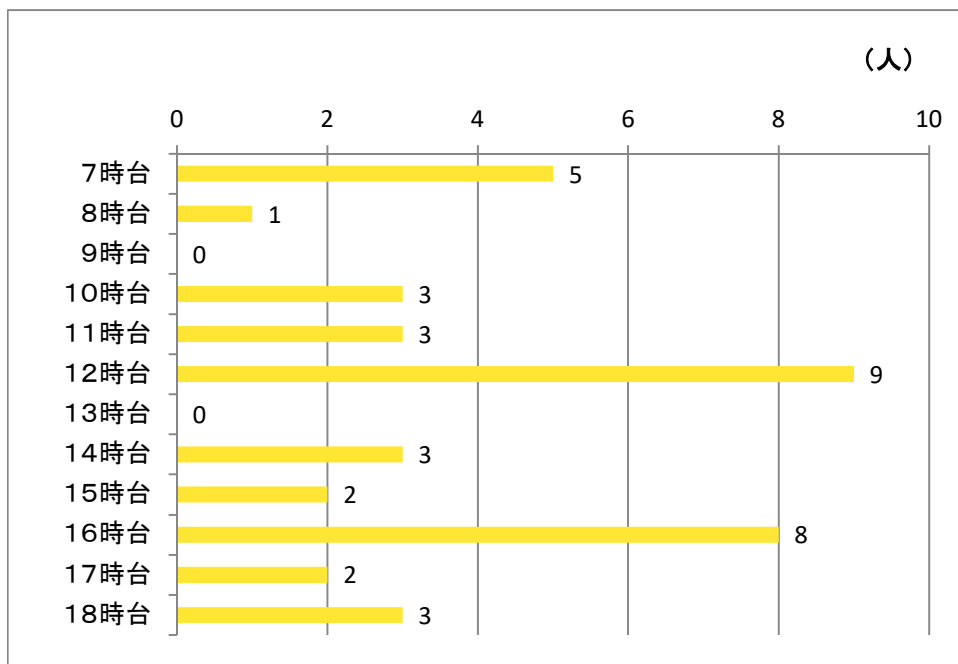 （人）
0 2 4 6 8 10
７時台 5
８時台 1
９時台 0
１０時台 3
１１時台 3
１２時台 9
１３時台 0
１４時台 3
１５時台 2
１６時台 8
１７時台 2
１８時台 3